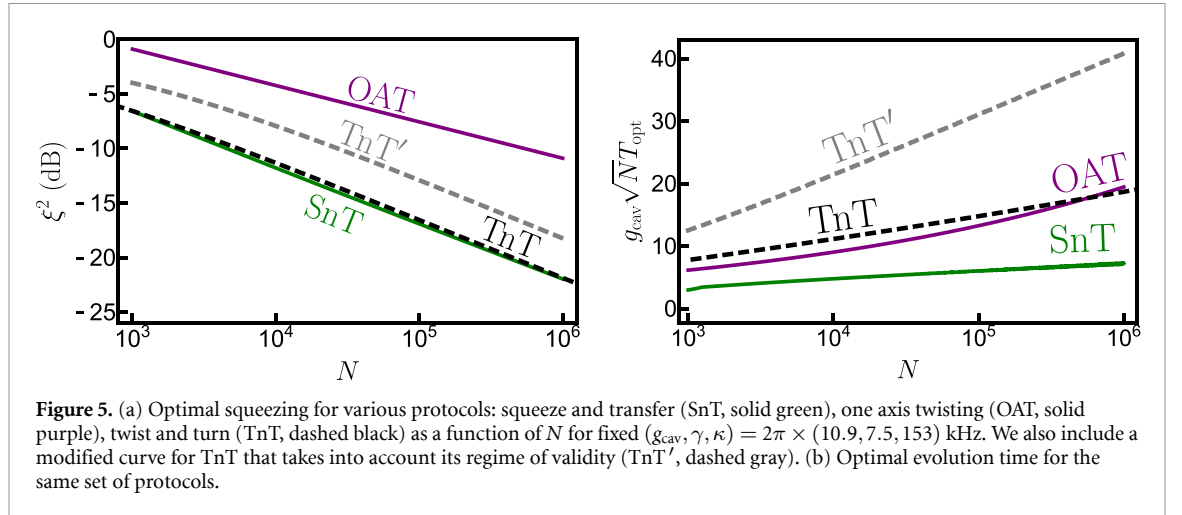 0
−5
−10
−15
−20
−25
ξ² (dB)
OAT
TnT′
SnT
TnT
10³ 10⁴ 10⁵ 10⁶
N
40
30
20
10
0
g_cav √N T_opt
TnT′
OAT
TnT
SnT
10³ 10⁴ 10⁵ 10⁶
N
Figure 5. (a) Optimal squeezing for various protocols: squeeze and transfer (SnT, solid green), one axis twisting (OAT, solid
purple), twist and turn (TnT, dashed black) as a function of N for fixed (g_cav, γ, κ) = 2π × (10.9, 7.5, 153) kHz. We also include a
modified curve for TnT that takes into account its regime of validity (TnT′, dashed gray). (b) Optimal evolution time for the
same set of protocols.